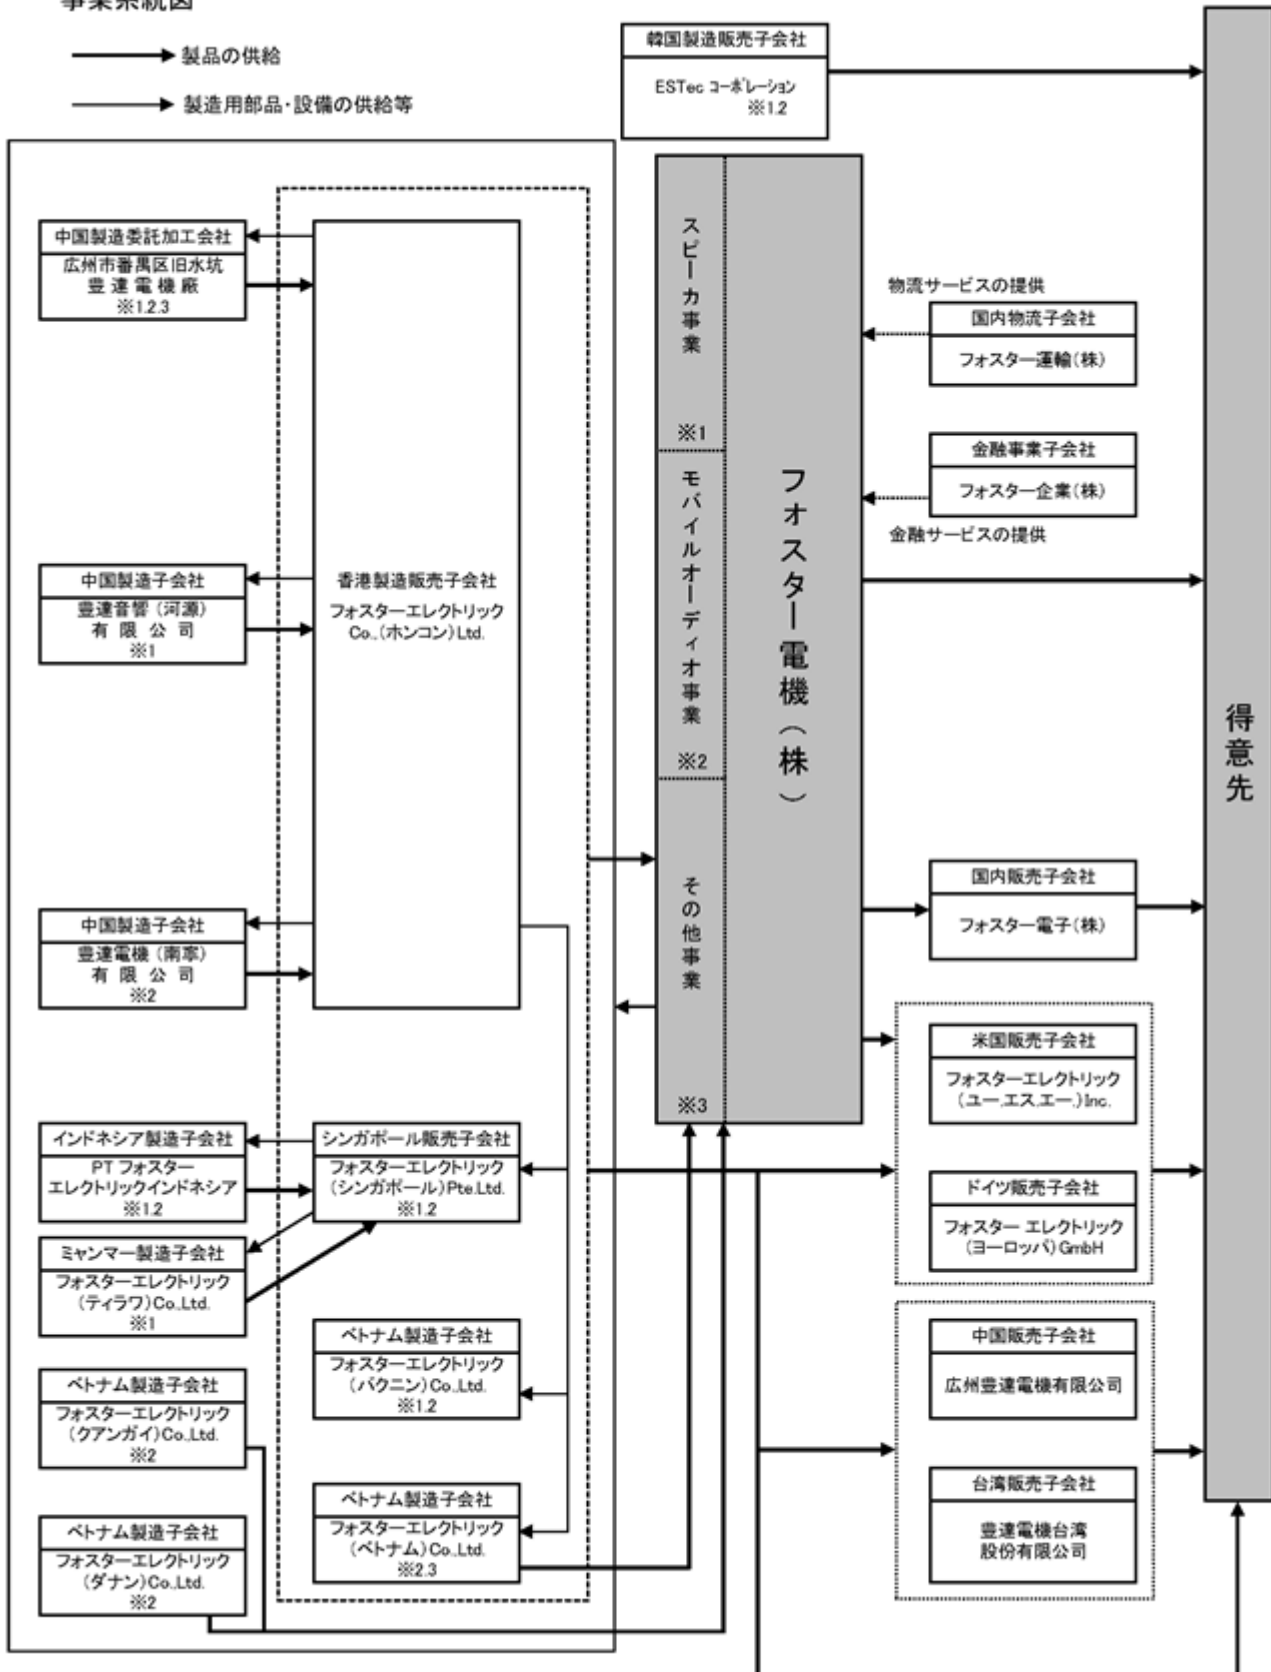 事業系統図
製品の供給
製造用部品・設備の供給等
韓国製造販売子会社
ESTec コーポレーション
※1.2
中国製造委託加工会社
広州市番禺区旧水坑
豊達電機廠
※1.2.3
中国製造子会社
豊達音響(河源)
有限公司
※1
中国製造子会社
豊達電機(南寧)
有限公司
※2
香港製造販売子会社
フォスターエレクトリック
Co.,(ホンコン)Ltd.
インドネシア製造子会社
PT フォスター
エレクトリックインドネシア
※1.2
シンガポール販売子会社
フォスターエレクトリック
(シンガポール)Pte.Ltd.
※1.2
ミャンマー製造子会社
フォスターエレクトリック
(ティラワ)Co.,Ltd.
※1
ベトナム製造子会社
フォスターエレクトリック
(バクニン)Co.,Ltd.
※1.2
ベトナム製造子会社
フォスターエレクトリック
(クアンガイ)Co.,Ltd.
※2
ベトナム製造子会社
フォスターエレクトリック
(ベトナム)Co.,Ltd.
※2.3
ベトナム製造子会社
フォスターエレクトリック
(ダナン)Co.,Ltd.
※2
スピーカ事業
※1
モバイルオーディオ事業
※2
その他事業
※3
フォスター電機(株)
物流サービスの提供
国内物流子会社
フォスター運輸(株)
金融事業子会社
フォスター企業(株)
金融サービスの提供
国内販売子会社
フォスター電子(株)
米国販売子会社
フォスターエレクトリック
(ユー.エス.エー.)Inc.
ドイツ販売子会社
フォスター エレクトリック
(ヨーロッパ)GmbH
中国販売子会社
広州豊達電機有限公司
台湾販売子会社
豊達電機台湾
股份有限公司
得意先